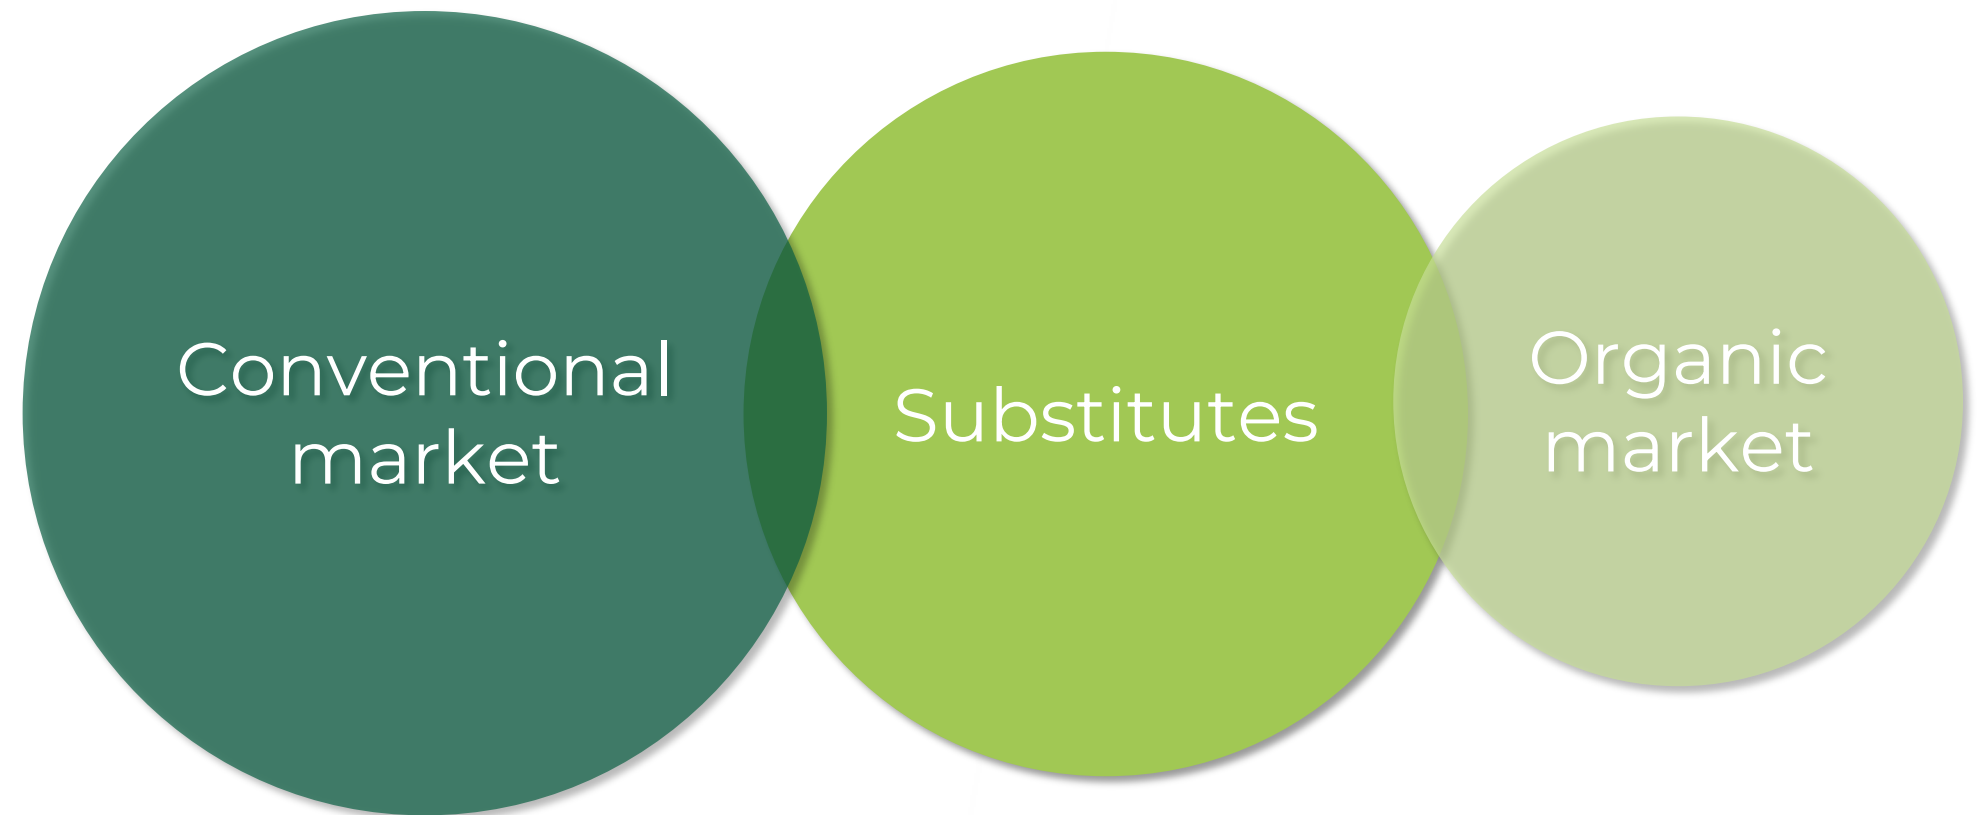 Conventional
market
Substitutes
Organic
market